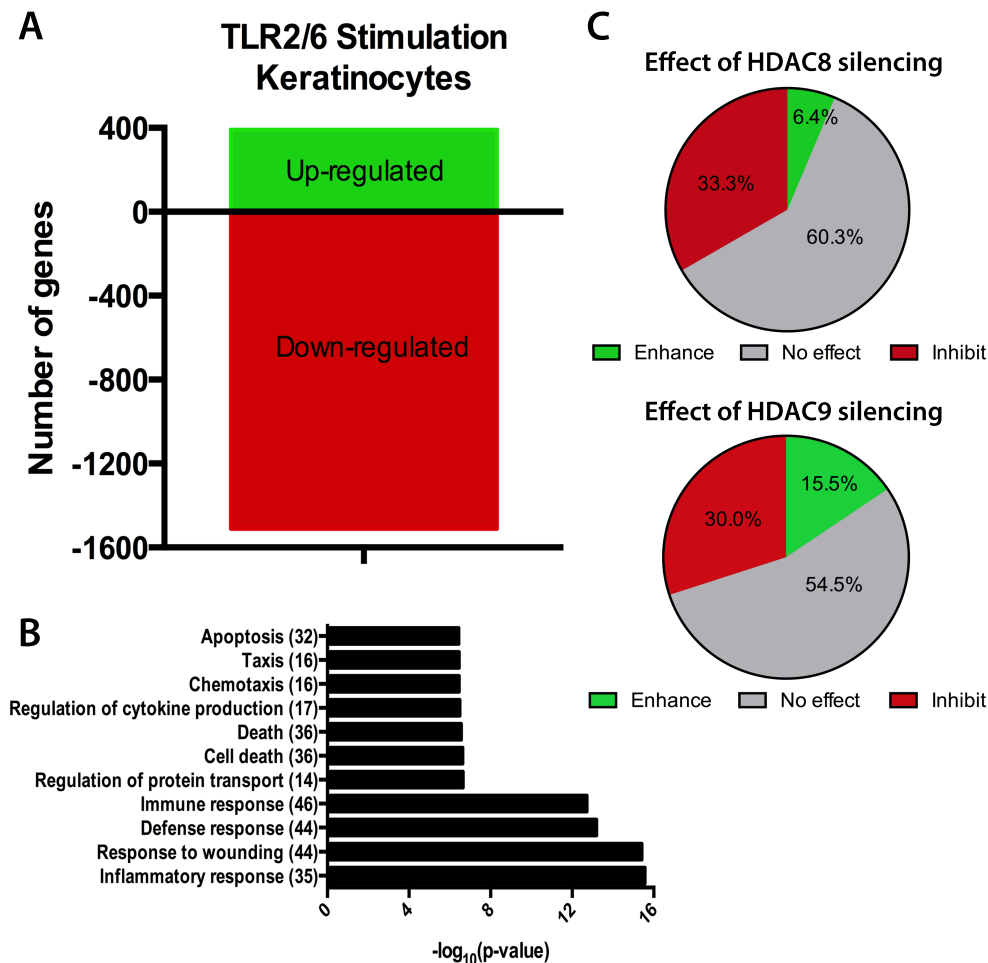 A
TLR2/6 Stimulation
Keratinocytes
Number of genes
400
0
-400
-800
-1200
-1600
Up-regulated
Down-regulated
B
Apoptosis (32)
Taxis (16)
Chemotaxis (16)
Regulation of cytokine production (17)
Death (36)
Cell death (36)
Regulation of protein transport (14)
Immune response (46)
Defense response (44)
Response to wounding (44)
Inflammatory response (35)
0 4 8 12 16
-log10(p-value)
C
Effect of HDAC8 silencing
6.4%
33.3%
60.3%
Enhance No effect Inhibit
Effect of HDAC9 silencing
15.5%
30.0%
54.5%
Enhance No effect Inhibit